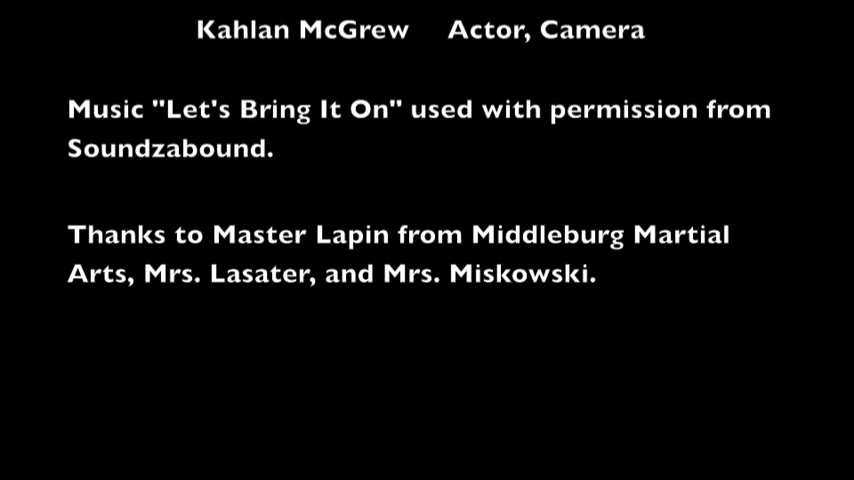 Kahlan McGrew Actor, Camera
Music "Let's Bring It On" used with permission from
Soundzabound.
Thanks to Master Lapin from Middleburg Martial
Arts, Mrs. Lasater, and Mrs. Miskowski.